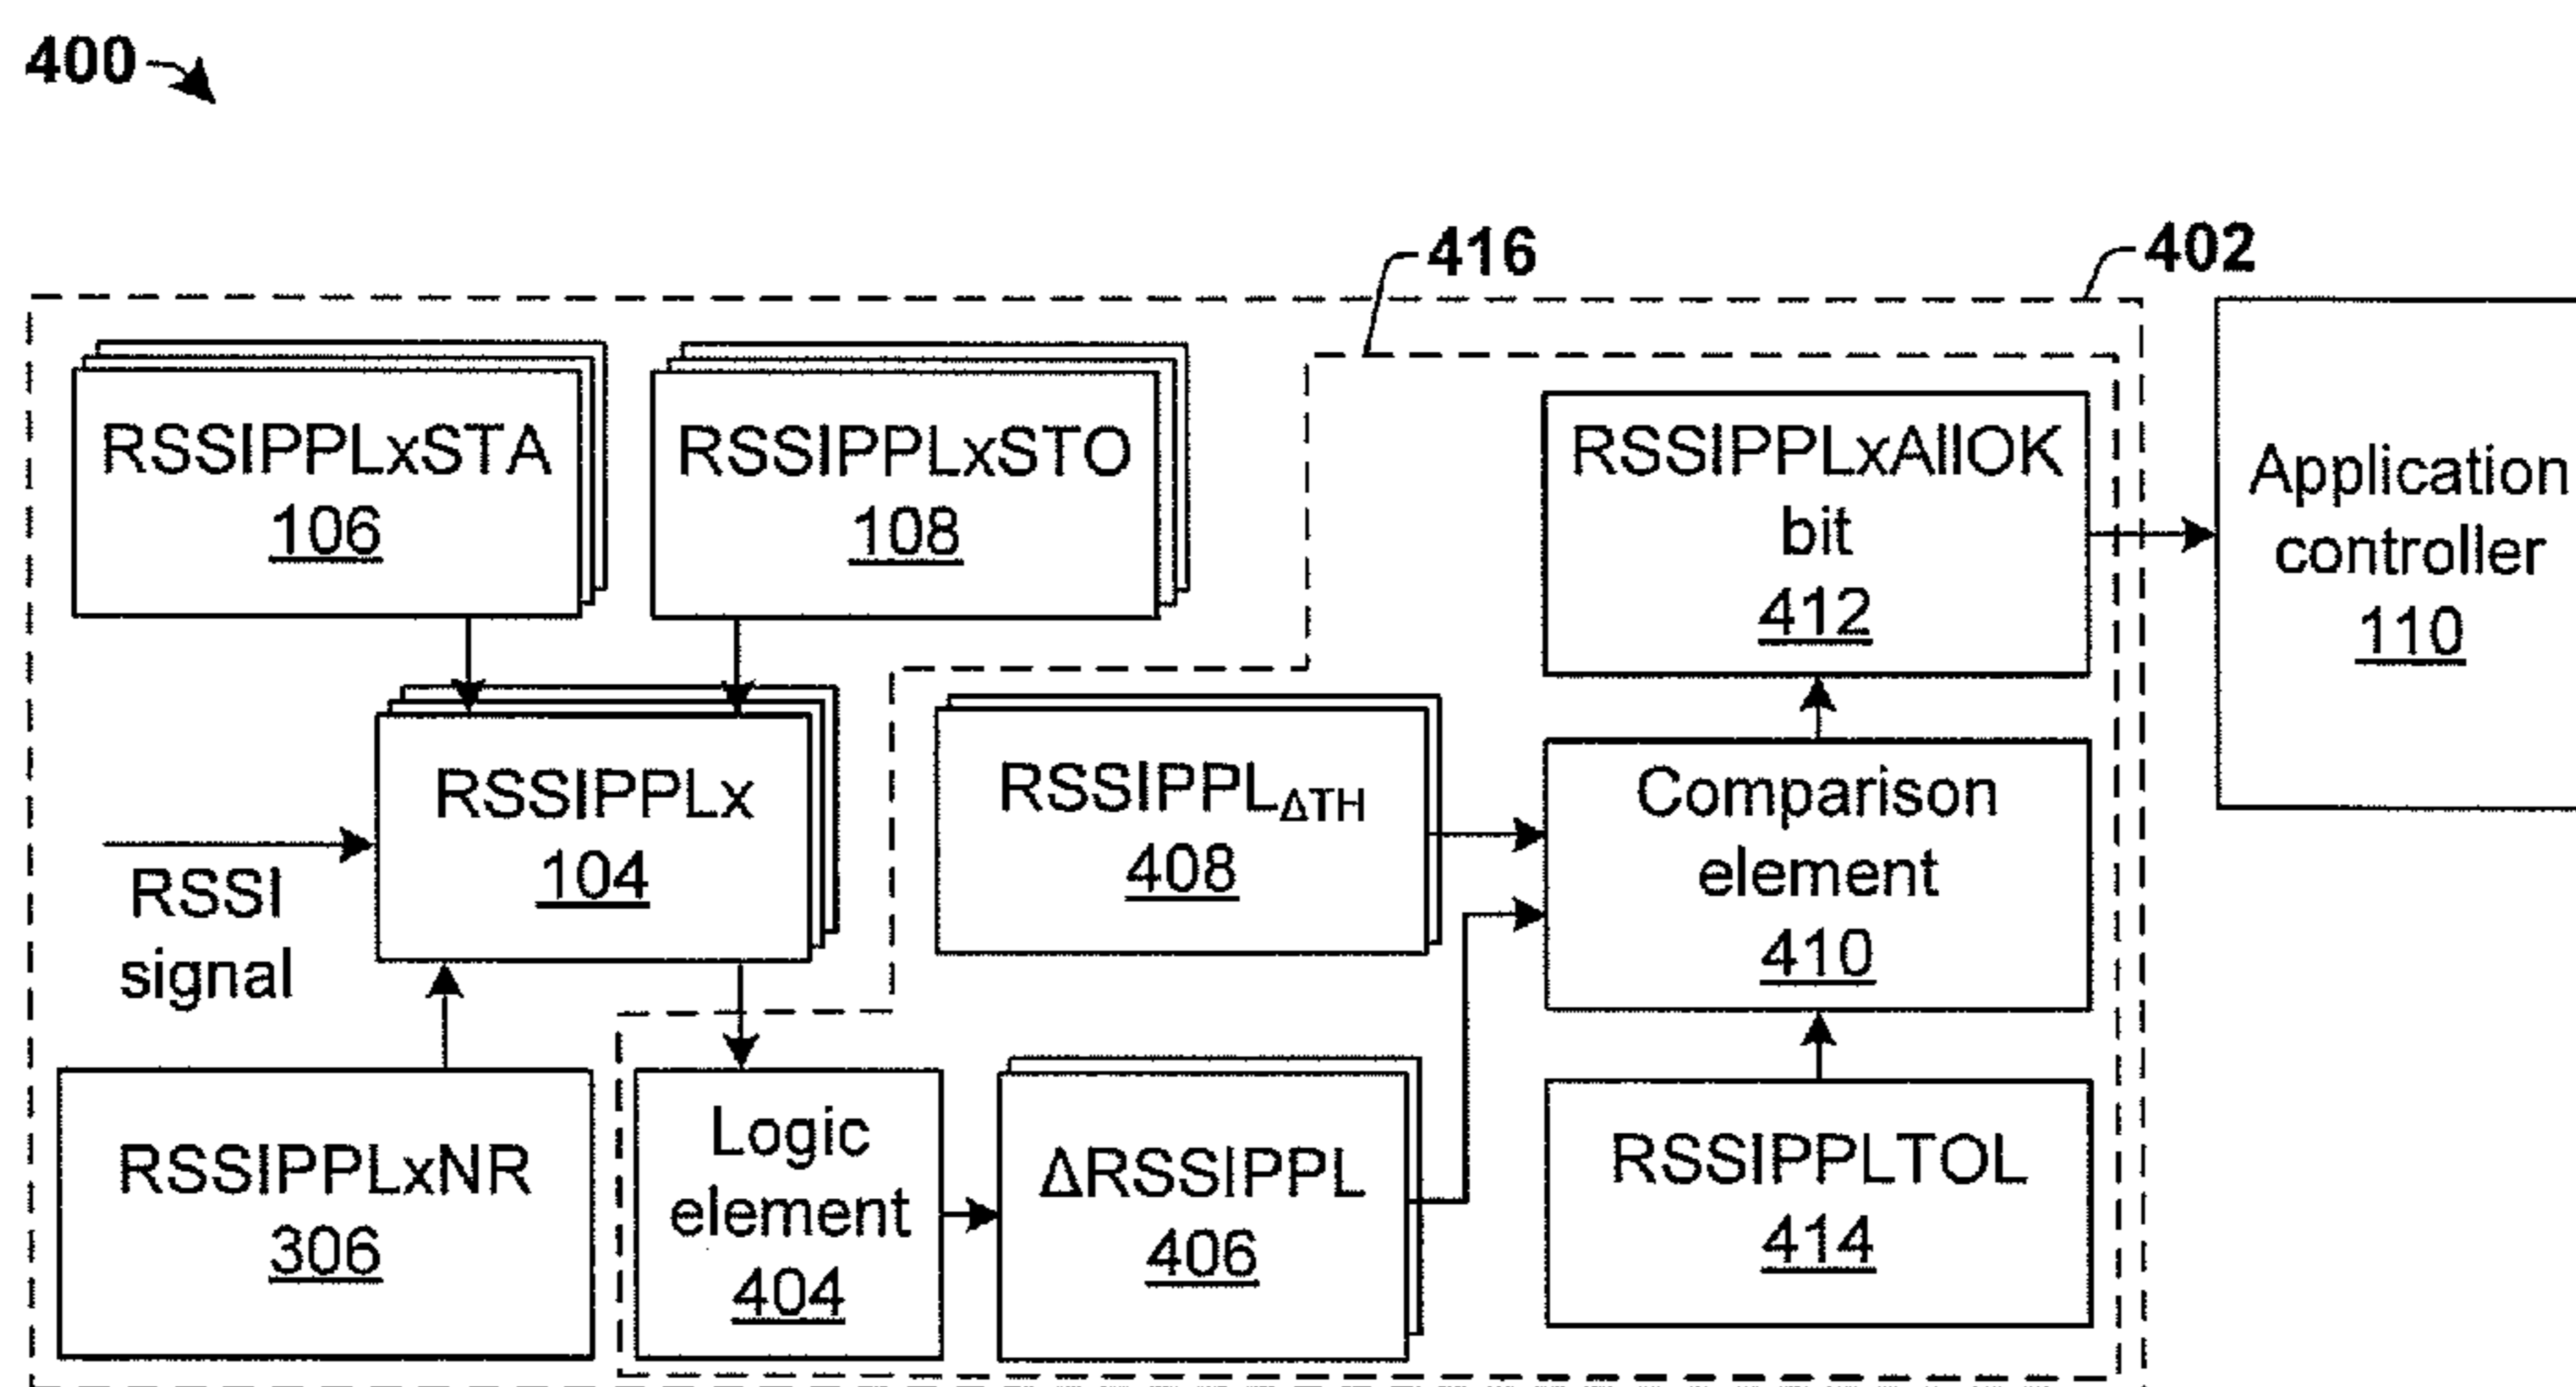 400
416
402
RSSIPPLxSTA
106
RSSIPPLxSTO
108
RSSIPPLxAllOK
bit
412
Application
controller
110
RSSI
signal
RSSIPPLx
104
RSSIPPLΔTH
408
Comparison
element
410
RSSIPPLxNR
306
Logic
element
404
ΔRSSIPPL
406
RSSIPPLTOL
414